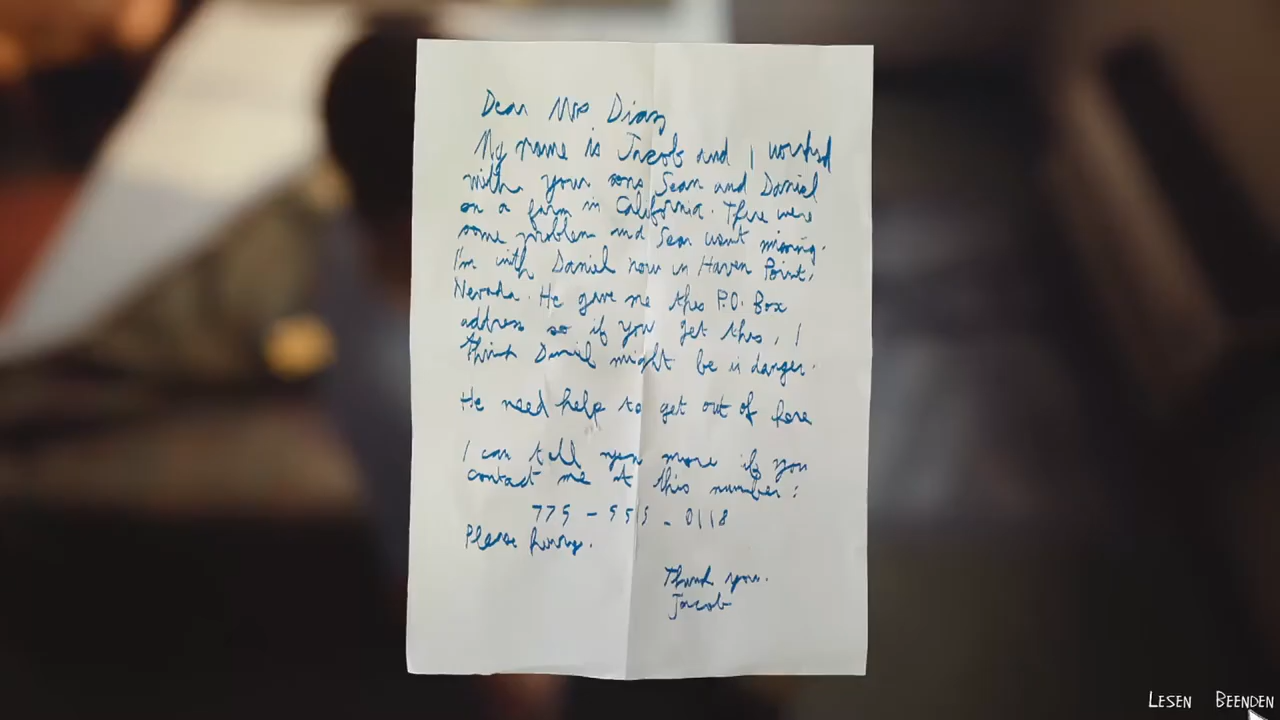 Dear Mrs Diaz
My name is Jacob and I worked
with your sons Sean and Daniel
on a farm in California. There were
some problem and Sean went missing.
I'm with Daniel now in Haven Point,
Nevada. He gave me this P.O. Box
address so if you get this, I
think Daniel might be in danger.
He need help to get out of here
I can tell you more if you
contact me at this number:
775 - 555 - 0118
Please hurry.
Thank you.
Jacob
LESEN BEENDEN